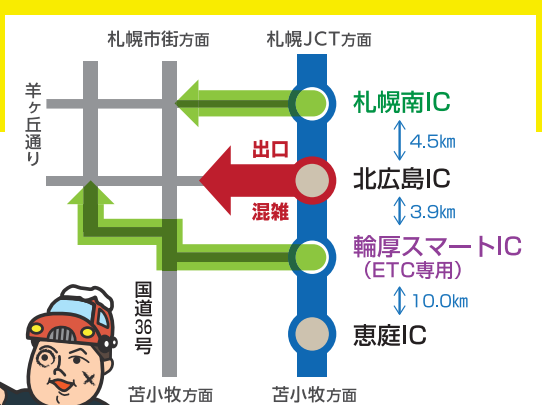 札幌市街方面
札幌JCT方面
羊ヶ丘通り
札幌南IC
4.5km
出口
北広島IC
混雑
3.9km
輪厚スマートIC
(ETC専用)
国道36号
10.0km
恵庭IC
苫小牧方面
苫小牧方面